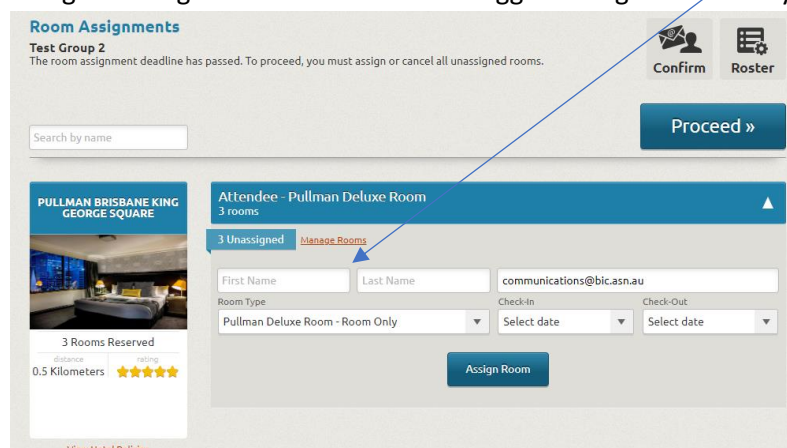 Room Assignments
Test Group 2
The room assignment deadline has passed. To proceed, you must assign or cancel all unassigned rooms.
Confirm
Roster
Search by name
Proceed »
PULLMAN BRISBANE KING
GEORGE SQUARE
3 Rooms Reserved
distance
rating
0.5 Kilometers
Attendee - Pullman Deluxe Room
3 rooms
3 Unassigned
Manage Rooms
First Name
Last Name
communications@bic.asn.au
Room Type
Check-In
Check-Out
Pullman Deluxe Room - Room Only
Select date
Select date
Assign Room